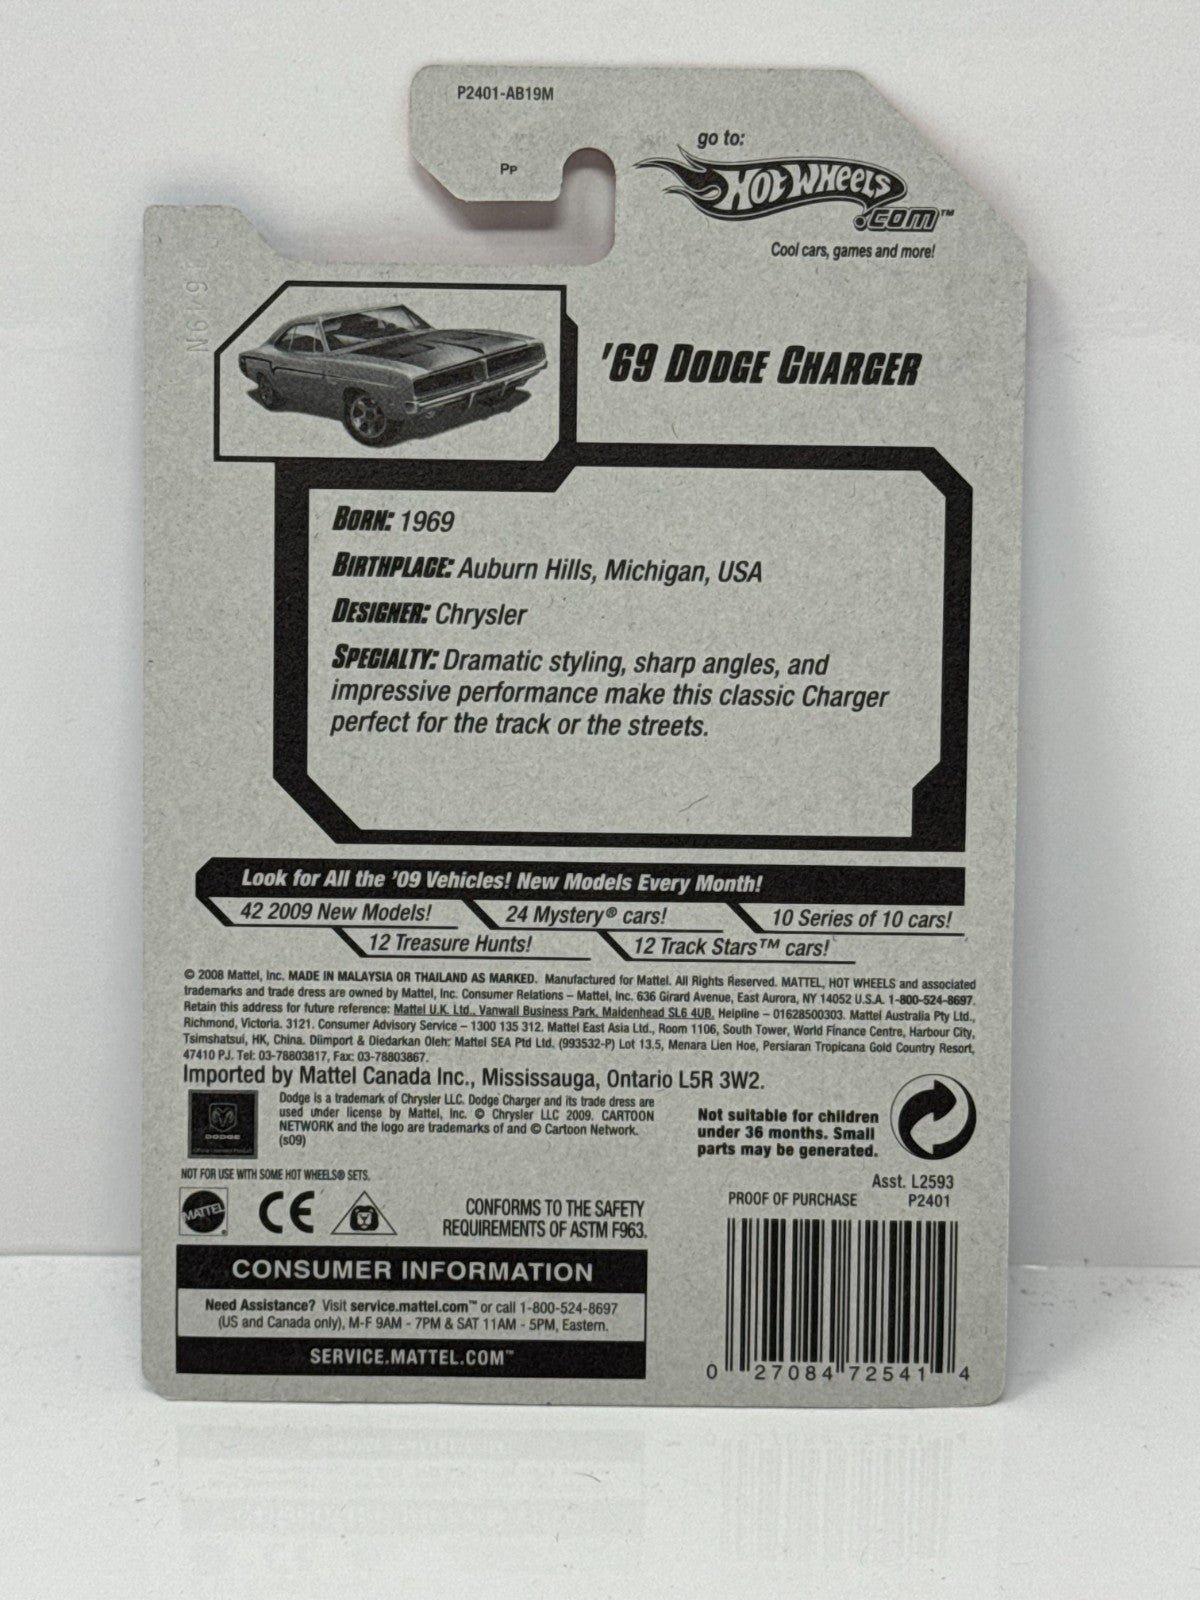 P2401-AB19M
PP
go to:
HOT WHEELS
.COM™
Cool cars, games and more!
N619
'69 DODGE CHARGER
BORN: 1969
BIRTHPLACE: Auburn Hills, Michigan, USA
DESIGNER: Chrysler
SPECIALTY: Dramatic styling, sharp angles, and
impressive performance make this classic Charger
perfect for the track or the streets.
Look for All the '09 Vehicles! New Models Every Month!
42 2009 New Models!
24 Mystery® cars!
10 Series of 10 cars!
12 Treasure Hunts!
12 Track Stars™ cars!
© 2008 Mattel, Inc. MADE IN MALAYSIA OR THAILAND AS MARKED. Manufactured for Mattel. All Rights Reserved. MATTEL, HOT WHEELS and associated
trademarks and trade dress are owned by Mattel, Inc. Consumer Relations – Mattel, Inc. 636 Girard Avenue, East Aurora, NY 14052 U.S.A. 1-800-524-8697.
Retain this address for future reference: Mattel U.K. Ltd., Vanwall Business Park, Maidenhead SL6 4UB. Helpline – 01628500303. Mattel Australia Pty Ltd.,
Richmond, Victoria. 3121. Consumer Advisory Service – 1300 135 312. Mattel East Asia Ltd., Room 1106, South Tower, World Finance Centre, Harbour City,
Tsimshatsui, HK, China. Diimport & Diedarkan Oleh: Mattel SEA Ptd Ltd. (993532-P) Lot 13.5, Menara Lien Hoe, Persiaran Tropicana Gold Country Resort,
47410 PJ. Tel: 03-78803817, Fax: 03-78803867.
Imported by Mattel Canada Inc., Mississauga, Ontario L5R 3W2.
DODGE
Dodge is a trademark of Chrysler LLC. Dodge Charger and its trade dress are
used under license by Mattel, Inc. © Chrysler LLC 2009. CARTOON
NETWORK and the logo are trademarks of and © Cartoon Network.
(s09)
Not suitable for children
under 36 months. Small
parts may be generated.
NOT FOR USE WITH SOME HOT WHEELS® SETS.
MATTEL
CE
CONFORMS TO THE SAFETY
REQUIREMENTS OF ASTM F963.
Asst. L2593
PROOF OF PURCHASE P2401
CONSUMER INFORMATION
Need Assistance? Visit service.mattel.com™ or call 1-800-524-8697
(US and Canada only), M-F 9AM - 7PM & SAT 11AM - 5PM, Eastern.
SERVICE.MATTEL.COM™
0 27084 72541 4